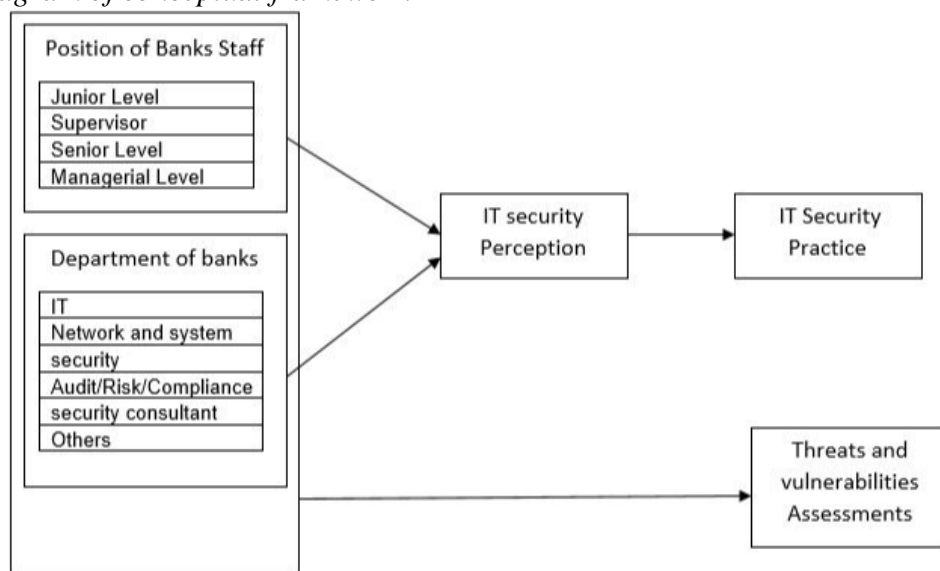 Position of Banks Staff
Junior Level
Supervisor
Senior Level
Managerial Level
Department of banks
IT
Network and system
security
Audit/Risk/Compliance
security consultant
Others
IT security
Perception
IT Security
Practice
Threats and
vulnerabilities
Assessments